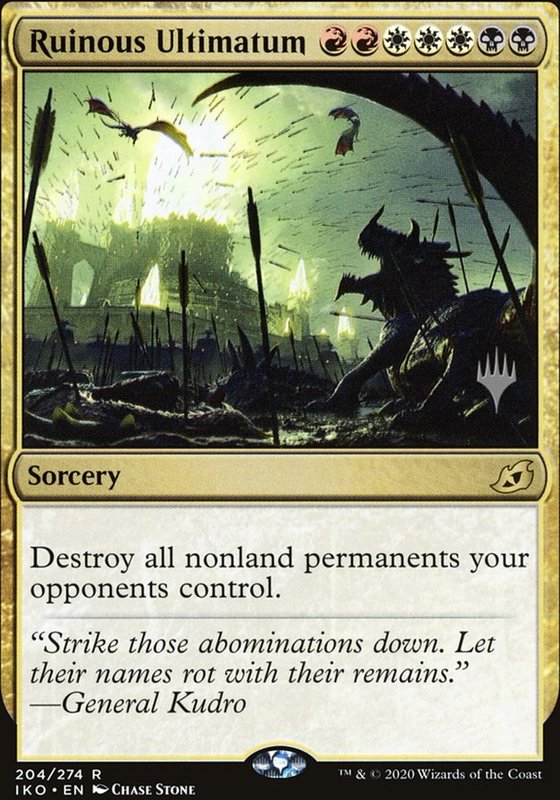 Ruinous Ultimatum
Sorcery
Destroy all nonland permanents your
opponents control.
“Strike those abominations down. Let
their names rot with their remains.”
—General Kudro
204/274 R
IKO • EN Chase Stone
™ & © 2020 Wizards of the Coast